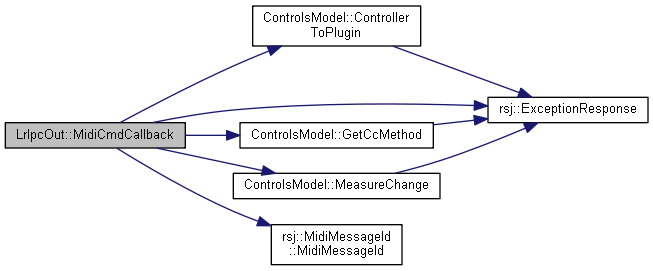 ControlsModel::Controller
ToPlugin
LrIpcOut::MidiCmdCallback
rsj::ExceptionResponse
ControlsModel::GetCcMethod
ControlsModel::MeasureChange
rsj::MidiMessageId
::MidiMessageId